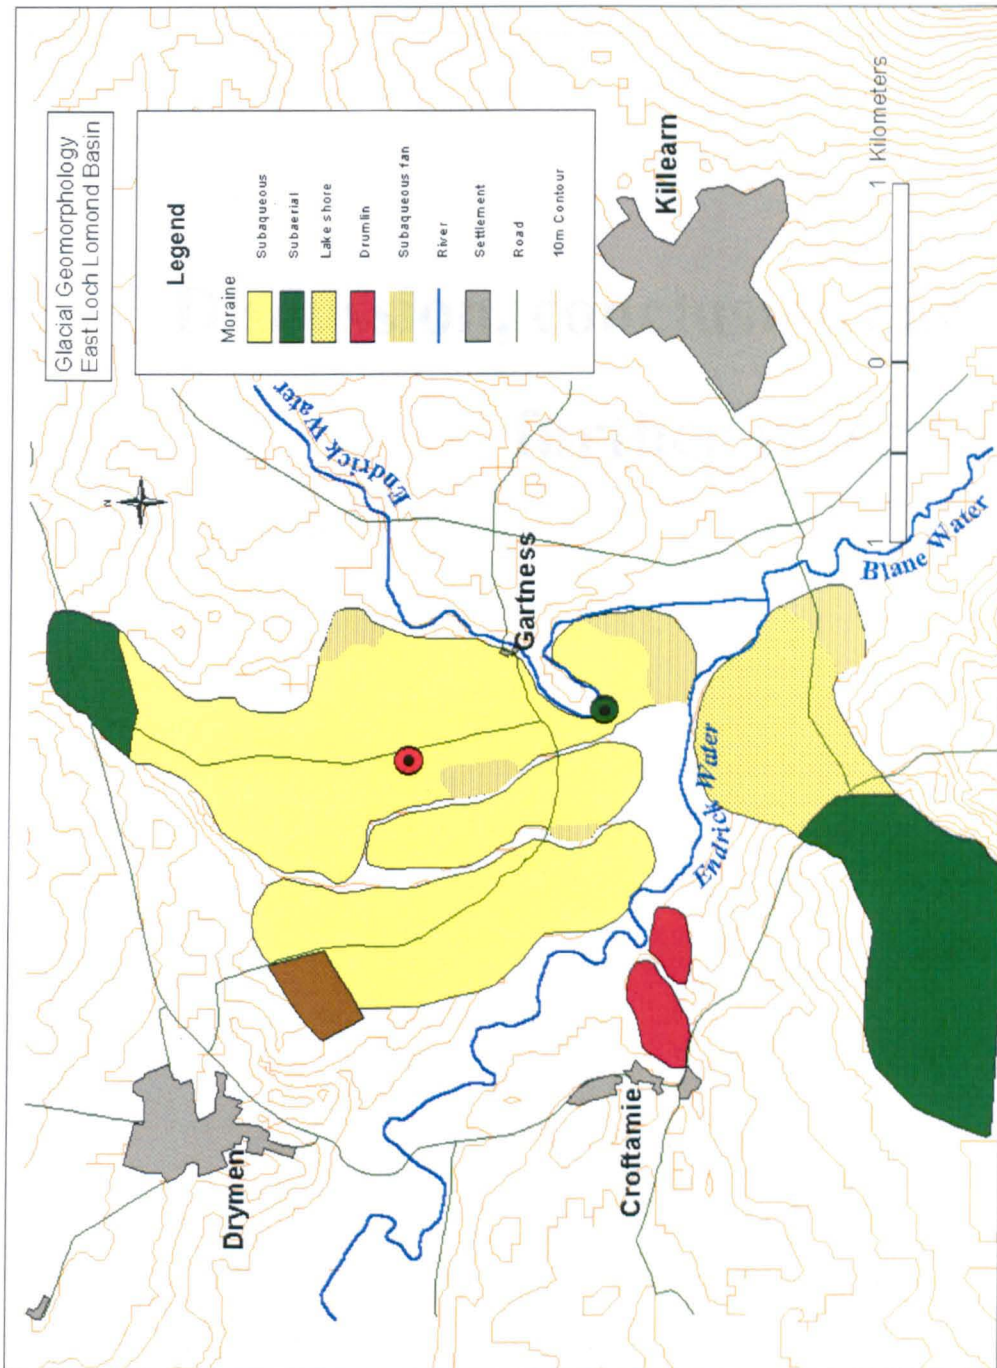 Glacial Geomorphology
East Loch Lomond Basin
Legend
Moraine
Subaqueous
Subaerial
Lake shore
Drumlin
Subaqueous fan
River
Settlement
Road
10m Contour
N
Endrick Water
Drymen
Gartness
Killearn
Endrick Water
Croftamie
Blane Water
1 0 1 Kilometers